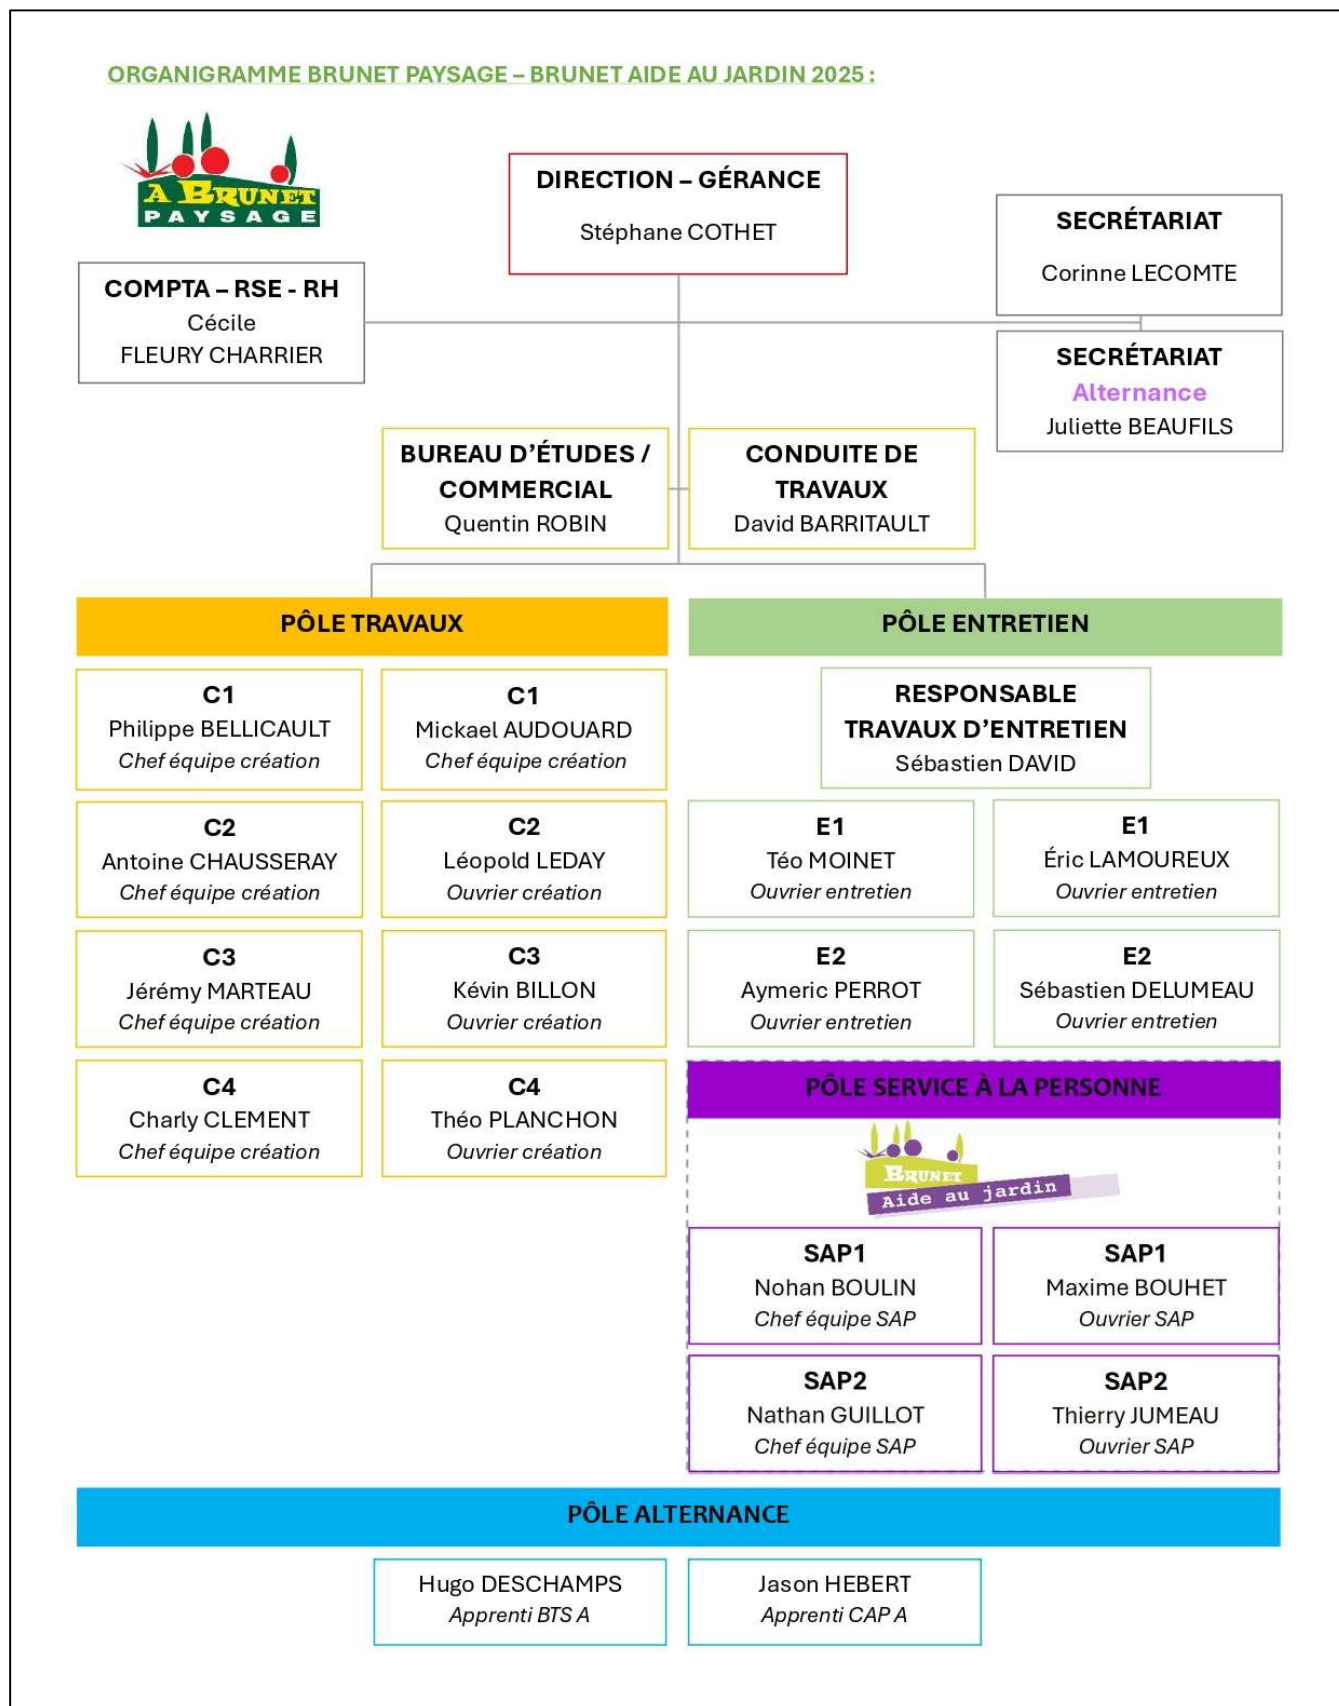 ORGANIGRAMME BRUNET PAYSAGE – BRUNET AIDE AU JARDIN 2025 :
A BRUNET
PAYSAGE
DIRECTION – GÉRANCE
Stéphane COTHET
SECRÉTARIAT
Corinne LECOMTE
COMPTA – RSE - RH
Cécile
FLEURY CHARRIER
SECRÉTARIAT
Alternance
Juliette BEAUFILS
BUREAU D’ÉTUDES /
COMMERCIAL
Quentin ROBIN
CONDUITE DE
TRAVAUX
David BARRITAULT
PÔLE TRAVAUX
C1
Philippe BELLICAULT
Chef équipe création
C1
Mickael AUDOUARD
Chef équipe création
C2
Antoine CHAUSSERAY
Chef équipe création
C2
Léopold LEDAY
Ouvrier création
C3
Jérémy MARTEAU
Chef équipe création
C3
Kévin BILLON
Ouvrier création
C4
Charly CLEMENT
Chef équipe création
C4
Théo PLANCHON
Ouvrier création
PÔLE ENTRETIEN
RESPONSABLE
TRAVAUX D’ENTRETIEN
Sébastien DAVID
E1
Téo MOINET
Ouvrier entretien
E1
Éric LAMOUREUX
Ouvrier entretien
E2
Aymeric PERROT
Ouvrier entretien
E2
Sébastien DELUMEAU
Ouvrier entretien
PÔLE SERVICE À LA PERSONNE
BRUNET
Aide au jardin
SAP1
Nohan BOULIN
Chef équipe SAP
SAP1
Maxime BOUHET
Ouvrier SAP
SAP2
Nathan GUILLOT
Chef équipe SAP
SAP2
Thierry JUMEAU
Ouvrier SAP
PÔLE ALTERNANCE
Hugo DESCHAMPS
Apprenti BTS A
Jason HEBERT
Apprenti CAP A